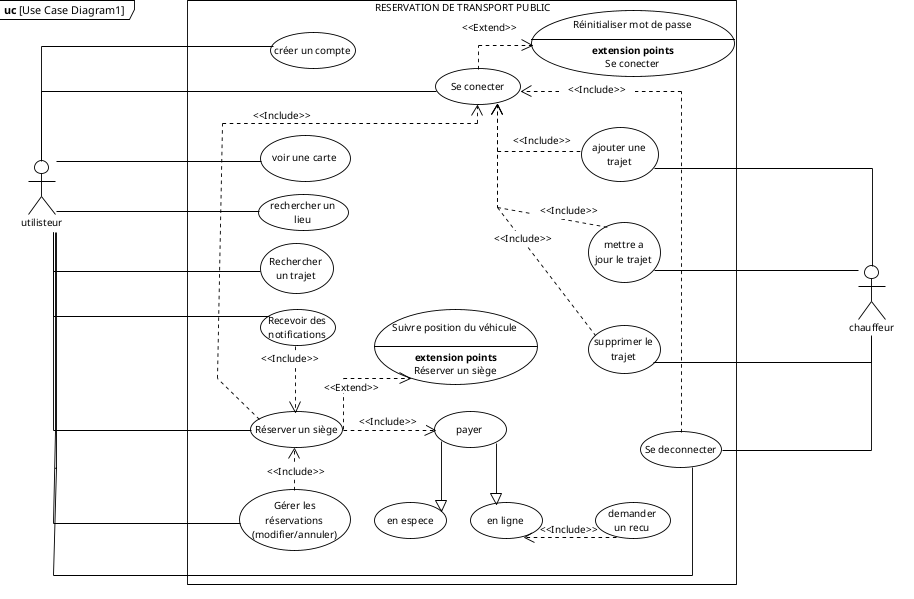 uc [Use Case Diagram1]
RESERVATION DE TRANSPORT PUBLIC
créer un compte
<<Extend>>
Réinitialiser mot de passe
extension points
Se conecter
Se conecter
<<Include>>
<<Include>>
voir une carte
<<Include>>
ajouter une
trajet
utilisteur
rechercher un
lieu
<<Include>>
<<Include>>
mettre a
jour le trajet
Rechercher
un trajet
chauffeur
Recevoir des
notifications
Suivre position du véhicule
extension points
Réserver un siège
supprimer le
trajet
<<Include>>
<<Extend>>
Réserver un siège
<<Include>>
payer
Se deconnecter
<<Include>>
Gérer les
réservations
(modifier/annuler)
en espece
en ligne
<<Include>>
demander
un recu